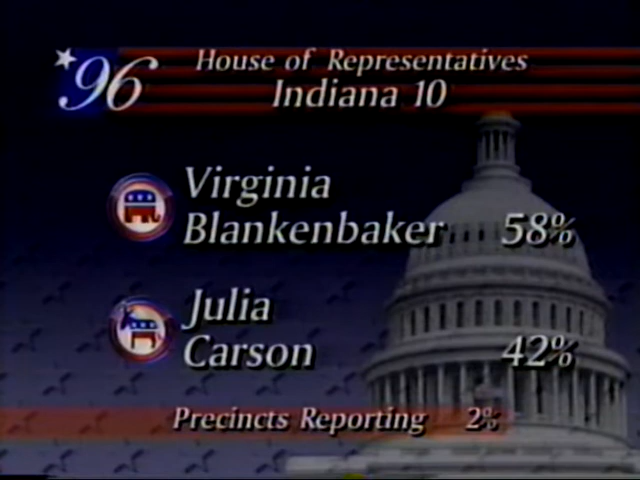 '96
House of Representatives
Indiana 10
Virginia
Blankenbaker 58%
Julia
Carson 42%
Precincts Reporting 2%